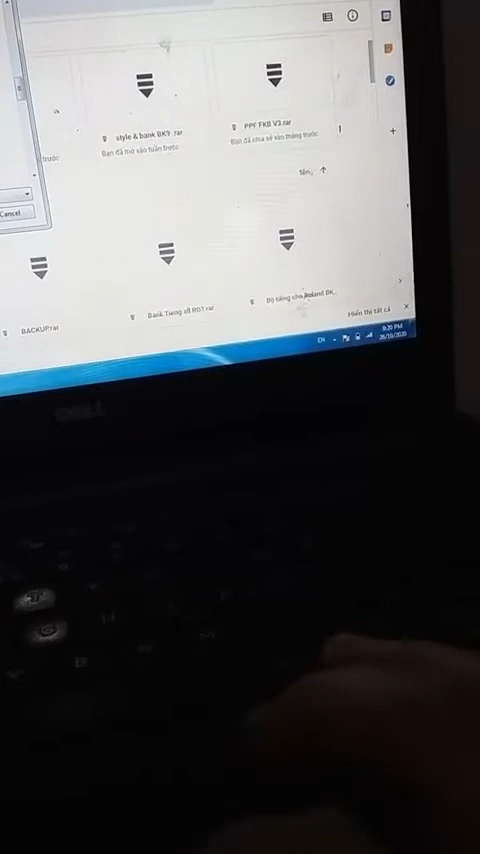 style & bank BK9 .rar
PPF FKB V3.rar
trước
Bạn đã mở vào tuần trước
Bạn đã chia sẻ vào tháng trước
Tên
Cancel
BACKUP.rar
Bank Tieng all RGT.rar
Bộ tiếng cho Roland BK...
Hiển thị tất cả
EN
9:20 PM
26/10/2020
DELL